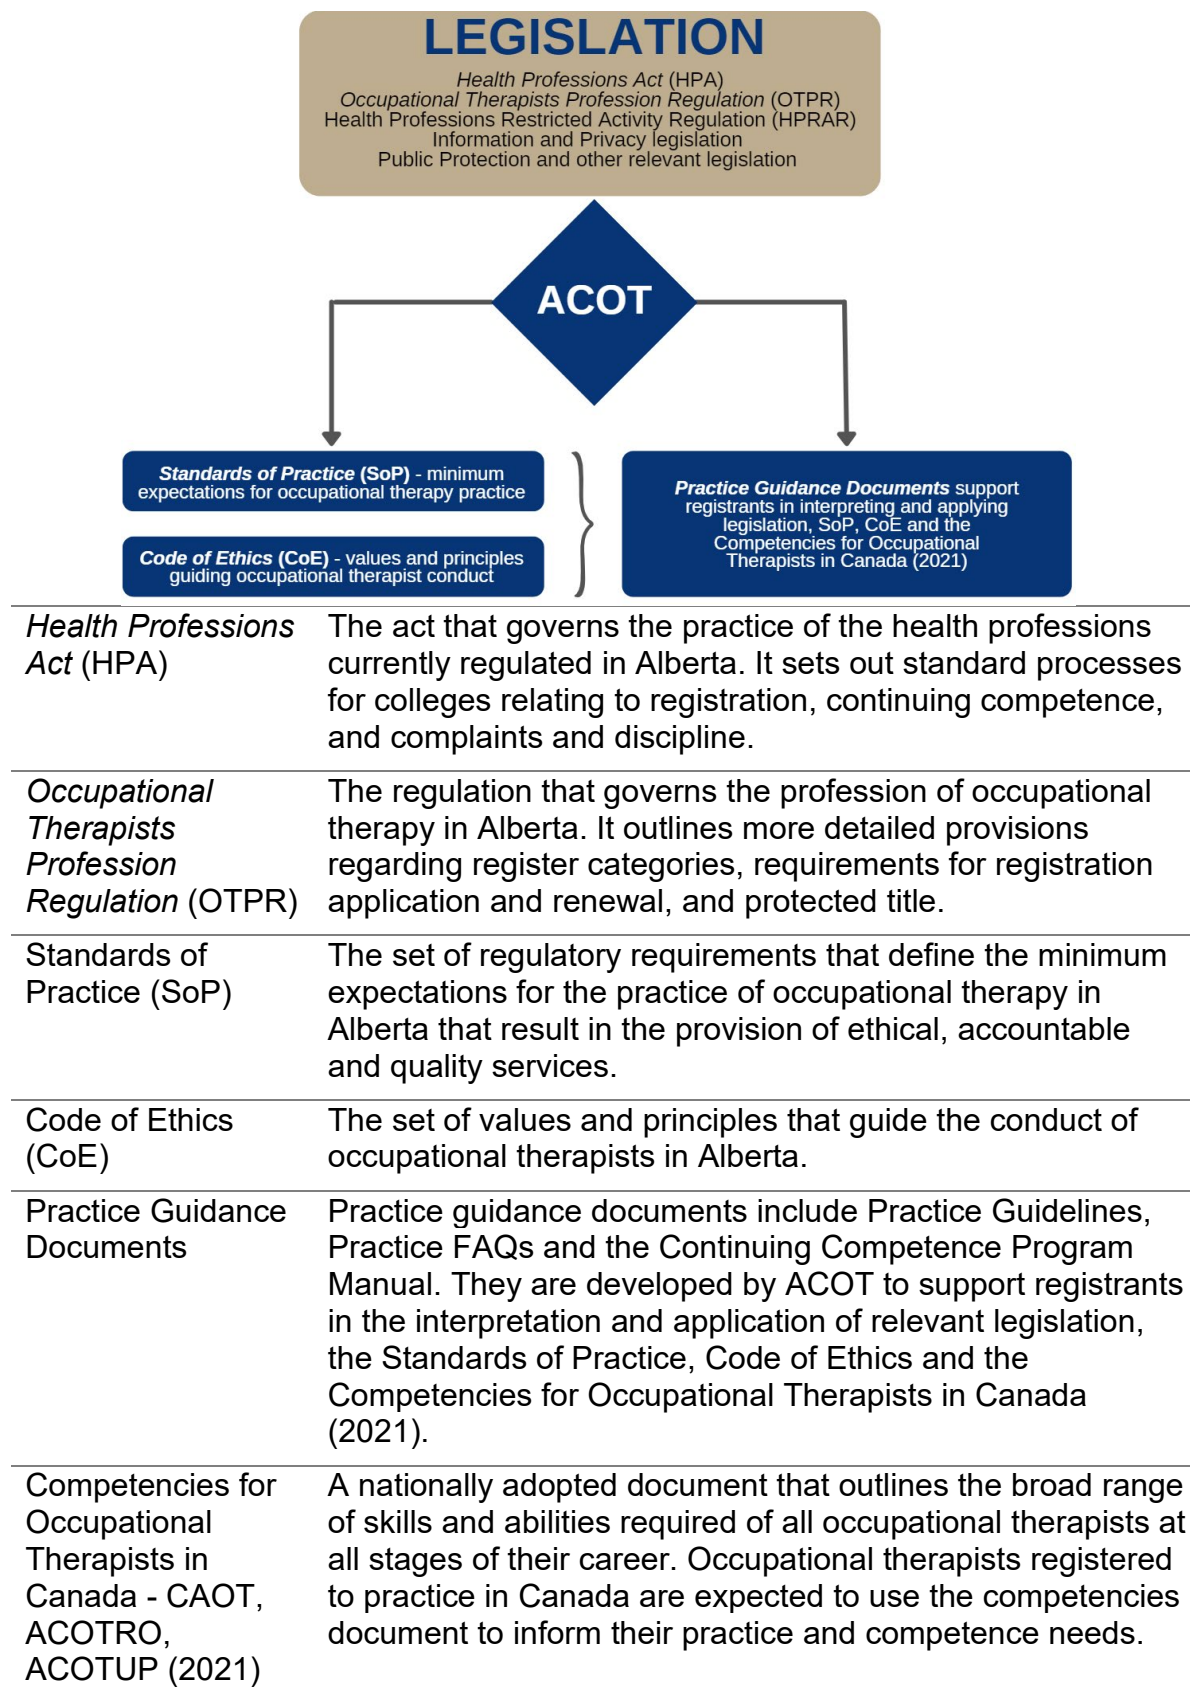 LEGISLATION
Health Professions Act (HPA)
Occupational Therapists Profession Regulation (OTPR)
Health Professions Restricted Activity Regulation (HPRAR)
Information and Privacy legislation
Public Protection and other relevant legislation
ACOT
Standards of Practice (SoP) - minimum
expectations for occupational therapy practice
Code of Ethics (CoE) - values and principles
guiding occupational therapist conduct
Practice Guidance Documents support
registrants in interpreting and applying
legislation, SoP, CoE and the
Competencies for Occupational
Therapists in Canada (2021)
Health Professions
Act (HPA)
The act that governs the practice of the health professions
currently regulated in Alberta. It sets out standard processes
for colleges relating to registration, continuing competence,
and complaints and discipline.
Occupational
Therapists
Profession
Regulation (OTPR)
The regulation that governs the profession of occupational
therapy in Alberta. It outlines more detailed provisions
regarding register categories, requirements for registration
application and renewal, and protected title.
Standards of
Practice (SoP)
The set of regulatory requirements that define the minimum
expectations for the practice of occupational therapy in
Alberta that result in the provision of ethical, accountable
and quality services.
Code of Ethics
(CoE)
The set of values and principles that guide the conduct of
occupational therapists in Alberta.
Practice Guidance
Documents
Practice guidance documents include Practice Guidelines,
Practice FAQs and the Continuing Competence Program
Manual. They are developed by ACOT to support registrants
in the interpretation and application of relevant legislation,
the Standards of Practice, Code of Ethics and the
Competencies for Occupational Therapists in Canada
(2021).
Competencies for
Occupational
Therapists in
Canada - CAOT,
ACOTRO,
ACOTUP (2021)
A nationally adopted document that outlines the broad range
of skills and abilities required of all occupational therapists at
all stages of their career. Occupational therapists registered
to practice in Canada are expected to use the competencies
document to inform their practice and competence needs.